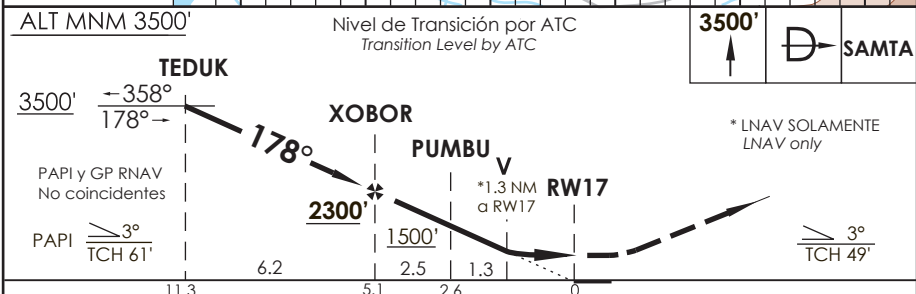 ALT MNM 3500'
Nivel de Transición por ATC
Transition Level by ATC
3500'
D
SAMTA
TEDUK
3500'
←358°
178°→
XOBOR
178°
PUMBU
V
* LNAV SOLAMENTE
LNAV only
*1.3 NM
a RW17
RW17
PAPI y GP RNAV
No coincidentes
2300'
1500'
PAPI
3°
TCH 61'
3°
TCH 49'
6.2
2.5
1.3
11.3
5.1
2.6
0